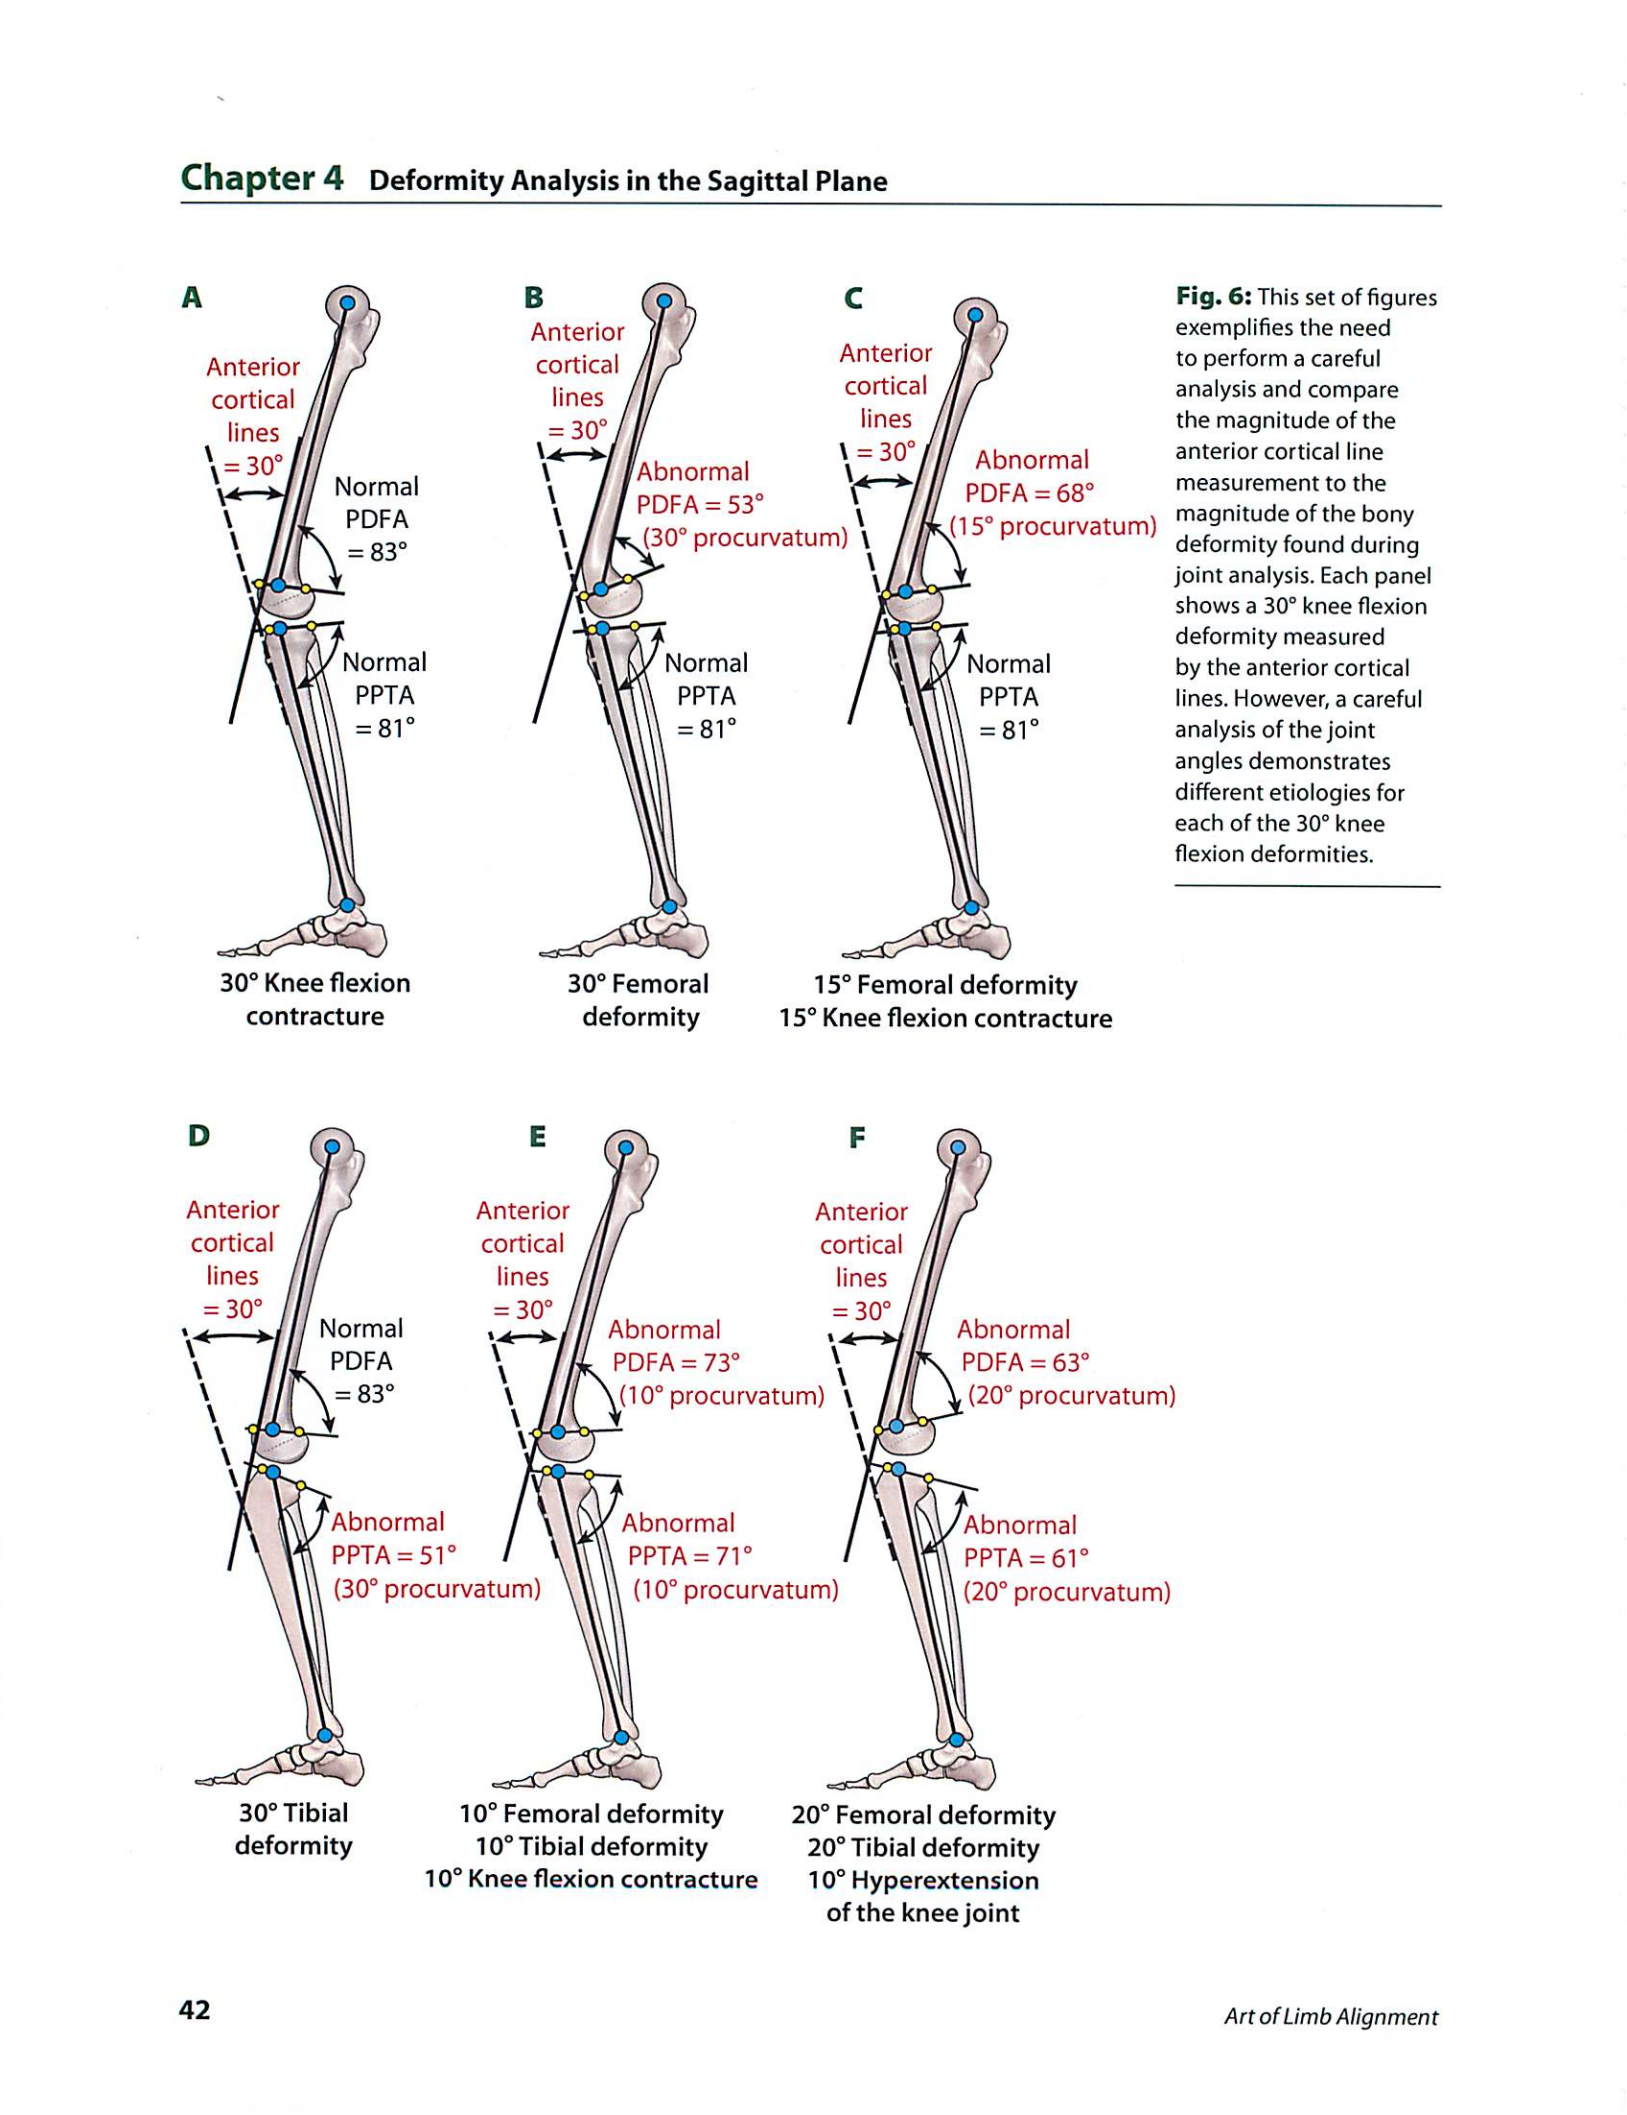 Chapter 4 Deformity Analysis in the Sagittal Plane
A
Anterior
cortical
lines
= 30°
Normal
PDFA
= 83°
Normal
PPTA
= 81°
30° Knee flexion
contracture
B
Anterior
cortical
lines
= 30°
Abnormal
PDFA = 53°
(30° procurvatum)
Normal
PPTA
= 81°
30° Femoral
deformity
C
Anterior
cortical
lines
= 30°
Abnormal
PDFA = 68°
(15° procurvatum)
Normal
PPTA
= 81°
15° Femoral deformity
15° Knee flexion contracture
Fig. 6: This set of figures
exemplifies the need
to perform a careful
analysis and compare
the magnitude of the
anterior cortical line
measurement to the
magnitude of the bony
deformity found during
joint analysis. Each panel
shows a 30° knee flexion
deformity measured
by the anterior cortical
lines. However, a careful
analysis of the joint
angles demonstrates
different etiologies for
each of the 30° knee
flexion deformities.
D
Anterior
cortical
lines
= 30°
Normal
PDFA
= 83°
Abnormal
PPTA = 51°
(30° procurvatum)
30° Tibial
deformity
E
Anterior
cortical
lines
= 30°
Abnormal
PDFA = 73°
(10° procurvatum)
Abnormal
PPTA = 71°
(10° procurvatum)
10° Femoral deformity
10° Tibial deformity
10° Knee flexion contracture
F
Anterior
cortical
lines
= 30°
Abnormal
PDFA = 63°
(20° procurvatum)
Abnormal
PPTA = 61°
(20° procurvatum)
20° Femoral deformity
20° Tibial deformity
10° Hyperextension
of the knee joint
42
Art of Limb Alignment